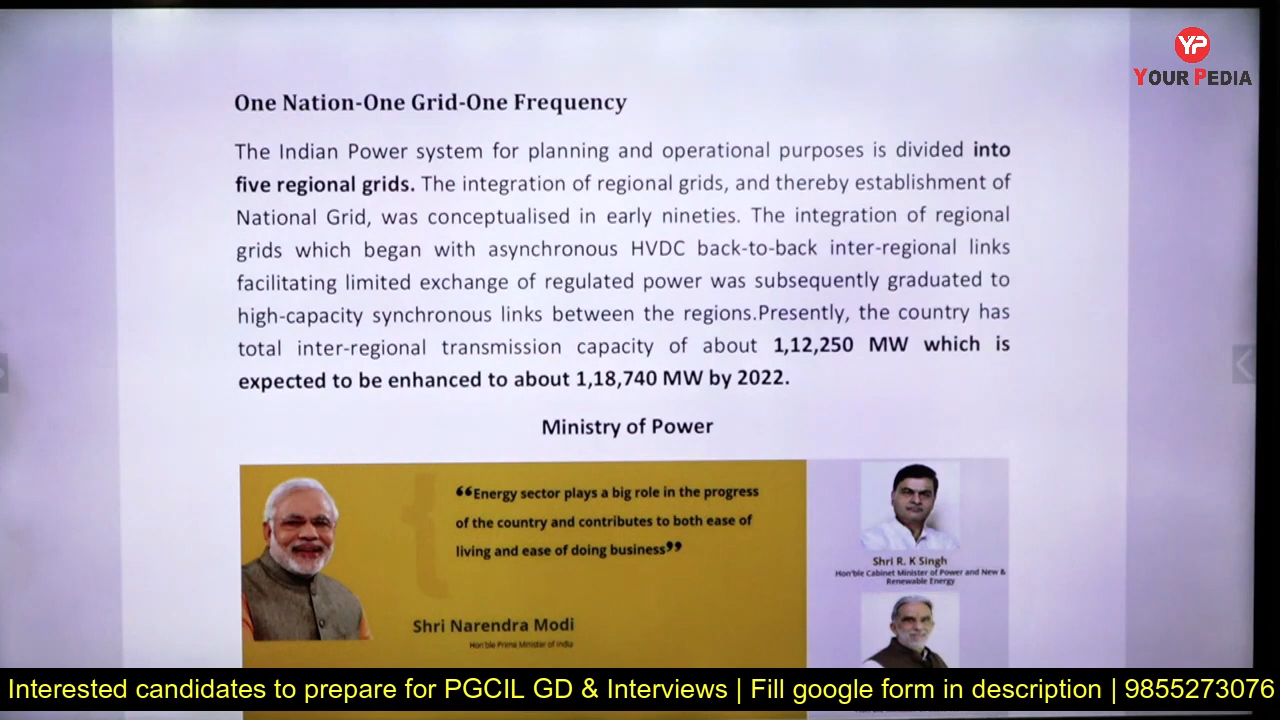 YP
YOUR PEDIA
One Nation-One Grid-One Frequency
The Indian Power system for planning and operational purposes is divided into
five regional grids. The integration of regional grids, and thereby establishment of
National Grid, was conceptualised in early nineties. The integration of regional
grids which began with asynchronous HVDC back-to-back inter-regional links
facilitating limited exchange of regulated power was subsequently graduated to
high-capacity synchronous links between the regions.Presently, the country has
total inter-regional transmission capacity of about 1,12,250 MW which is
expected to be enhanced to about 1,18,740 MW by 2022.
Ministry of Power
“Energy sector plays a big role in the progress
of the country and contributes to both ease of
living and ease of doing business”
Shri Narendra Modi
Hon'ble Prime Minister of India
Shri R. K Singh
Hon'ble Cabinet Minister of Power and New &
Renewable Energy
Interested candidates to prepare for PGCIL GD & Interviews | Fill google form in description | 9855273076